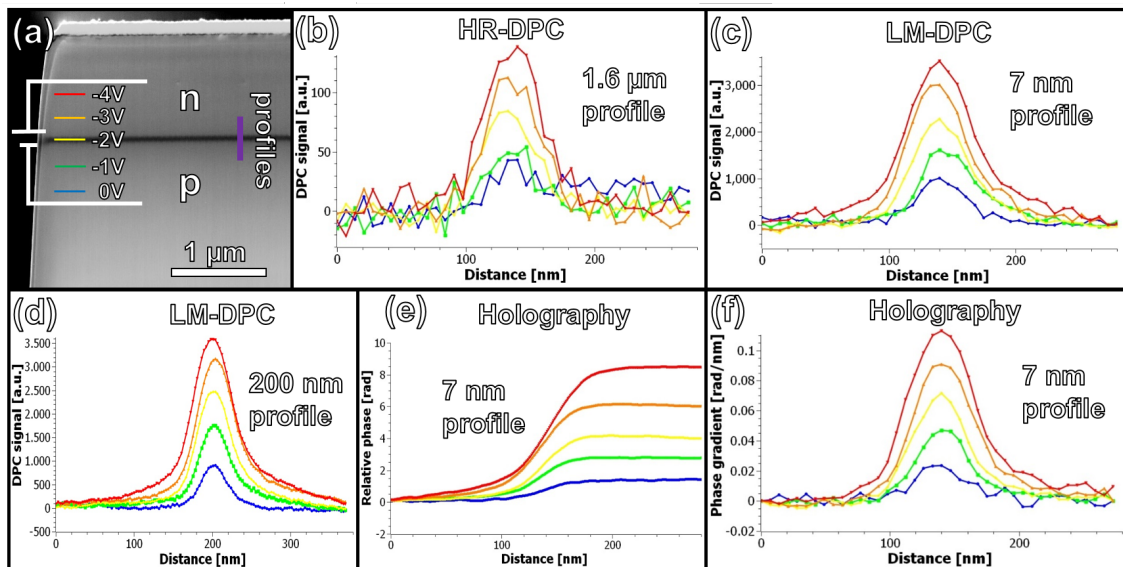 (a)
n
-4V
-3V
-2V
-1V
0V
p
profiles
1 µm
(b)
HR-DPC
1.6 µm
profile
DPC signal [a.u.]
100
50
0
0
100
200
Distance [nm]
(c)
LM-DPC
7 nm
profile
DPC signal [a.u.]
3,000
2,000
1,000
0
0
100
200
Distance [nm]
(d)
LM-DPC
200 nm
profile
DPC signal [a.u.]
3.500
3.000
2.500
2.000
1.500
1.000
500
0
-500
0
100
200
300
Distance [nm]
(e)
Holography
7 nm
profile
Relative phase [rad]
10
8
6
4
2
0
-2
0
100
200
Distance [nm]
(f)
Holography
7 nm
profile
Phase gradient [rad/nm]
0.1
0.08
0.06
0.04
0.02
0
-0.02
0
100
200
Distance [nm]